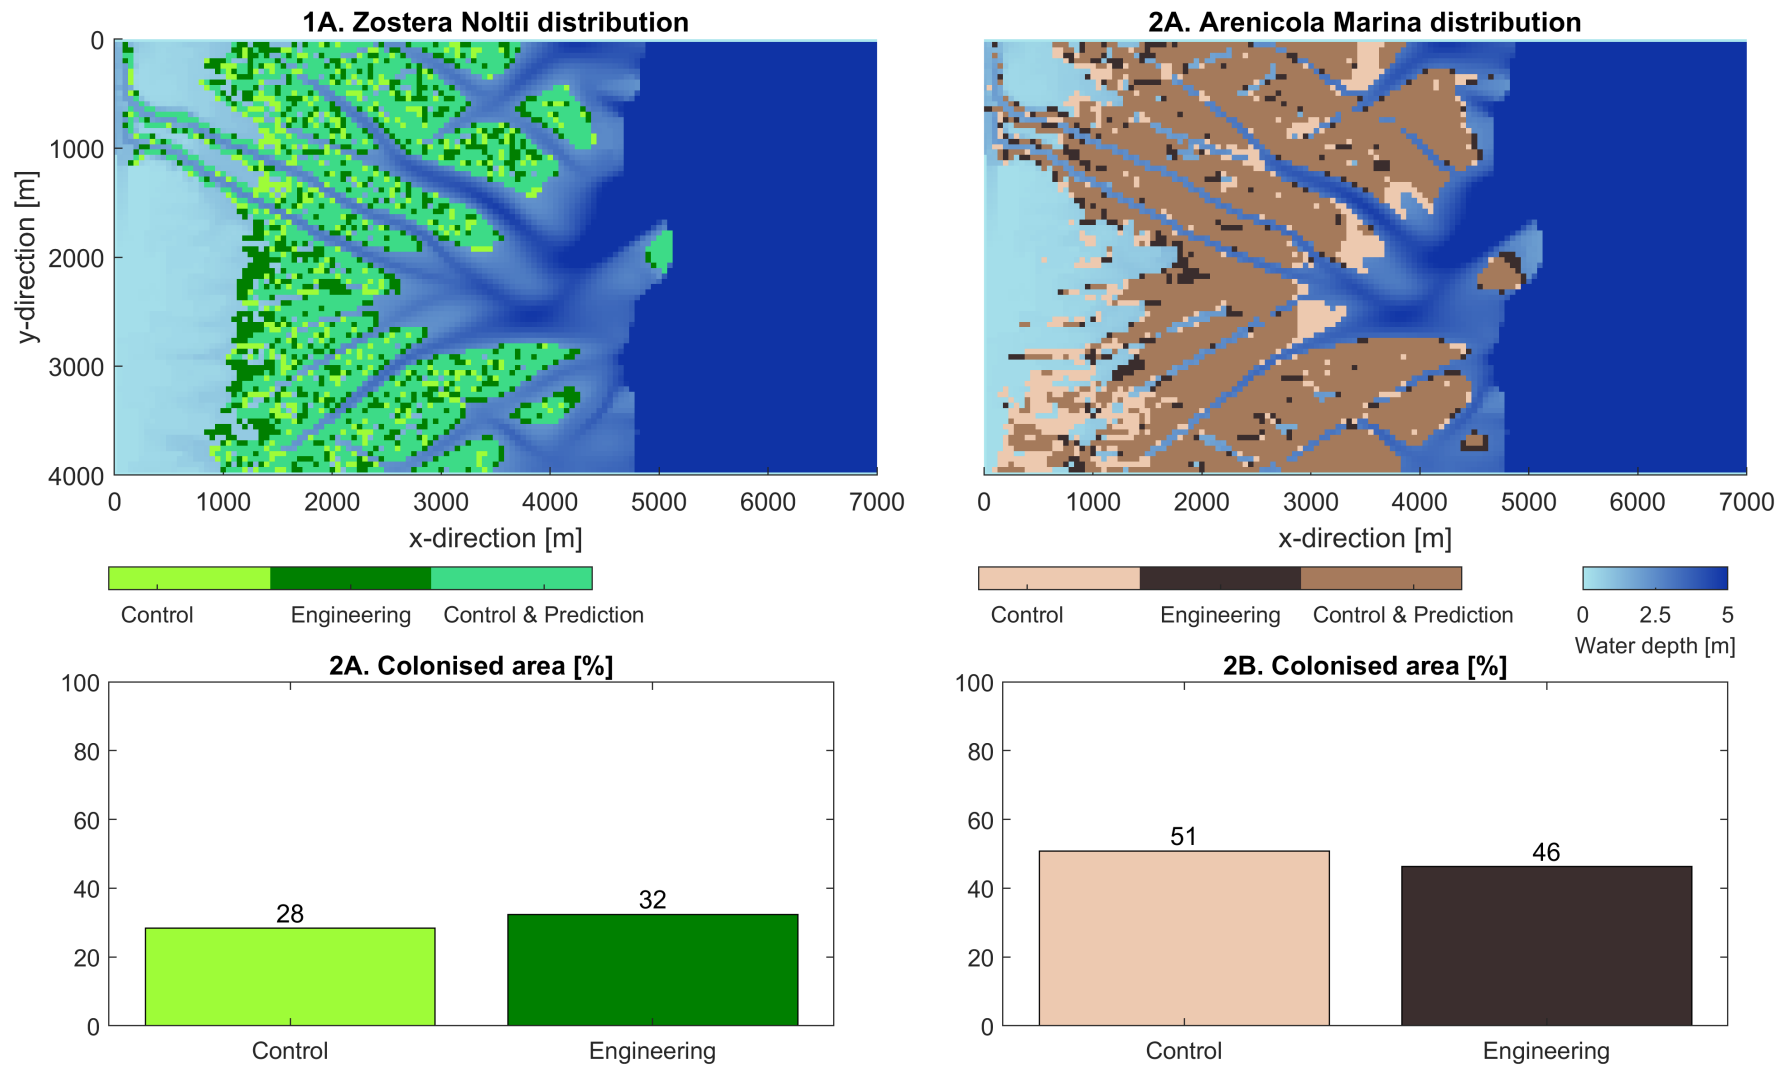 1A. Zostera Noltii distribution
2A. Arenicola Marina distribution
y-direction [m]
0
1000
2000
3000
4000
0 1000 2000 3000 4000 5000 6000 7000
x-direction [m]
0 1000 2000 3000 4000 5000 6000 7000
x-direction [m]
Control Engineering Control & Prediction
Control Engineering Control & Prediction
0 2.5 5
Water depth [m]
2A. Colonised area [%]
100
80
60
40
20
0
28
32
Control Engineering
2B. Colonised area [%]
100
80
60
40
20
0
51
46
Control Engineering